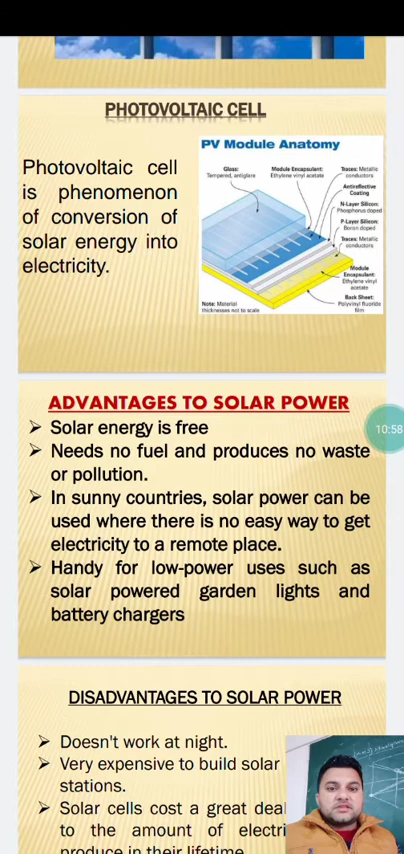 PHOTOVOLTAIC CELL
Photovoltaic cell
is phenomenon
of conversion of
solar energy into
electricity.
PV Module Anatomy
Glass:
Tempered, antiglare
Module Encapsulant:
Ethylene vinyl acetate
Traces: Metallic
conductors
Antireflective
Coating
N-Layer Silicon:
Phosphorus doped
P-Layer Silicon:
Boron doped
Traces: Metallic
conductors
Module
Encapsulant:
Ethylene vinyl
acetate
Back Sheet:
Polyvinyl fluoride
film
Note: Material
thicknesses not to scale
ADVANTAGES TO SOLAR POWER
➢ Solar energy is free
➢ Needs no fuel and produces no waste
or pollution.
➢ In sunny countries, solar power can be
used where there is no easy way to get
electricity to a remote place.
➢ Handy for low-power uses such as
solar powered garden lights and
battery chargers
10:58
DISADVANTAGES TO SOLAR POWER
➢ Doesn't work at night.
➢ Very expensive to build solar
stations.
➢ Solar cells cost a great deal
to the amount of electri
produce in their lifetime